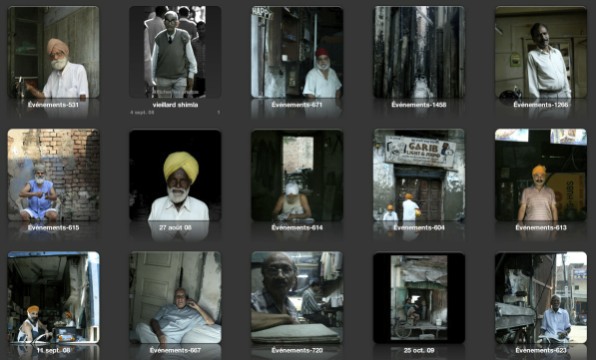 Événements-531
vieillard shimla
Événements-671
Événements-1458
Événements-1266
Événements-615
27 août 06
Événements-614
Événements-604
Événements-613
GARIB
11 sept. 06
Événements-667
Événements-720
25 oct. 09
Événements-623